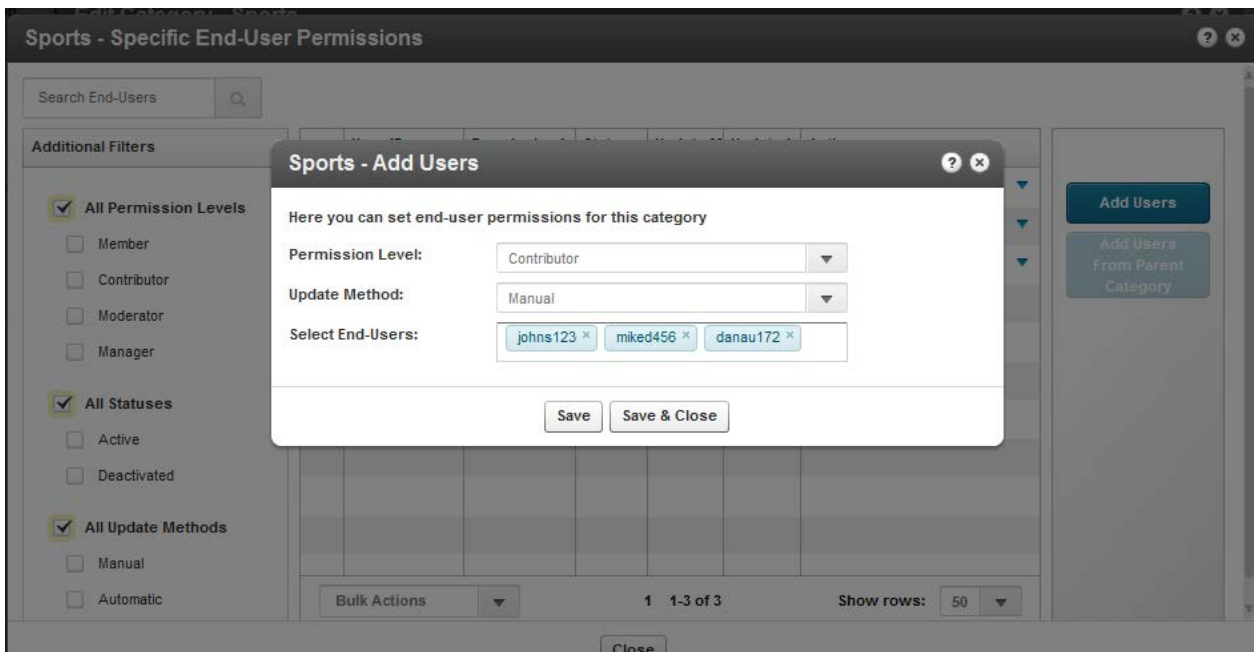 Edit Category - Sports
Sports - Specific End-User Permissions
Search End-Users
Additional Filters
All Permission Levels
Member
Contributor
Moderator
Manager
All Statuses
Active
Deactivated
All Update Methods
Manual
Automatic
Sports - Add Users
Here you can set end-user permissions for this category
Permission Level:
Contributor
Update Method:
Manual
Select End-Users:
johns123 × miked456 × danau172 ×
Save Save & Close
Add Users
Add Users
From Parent
Category
Bulk Actions 1 1-3 of 3 Show rows: 50
Close